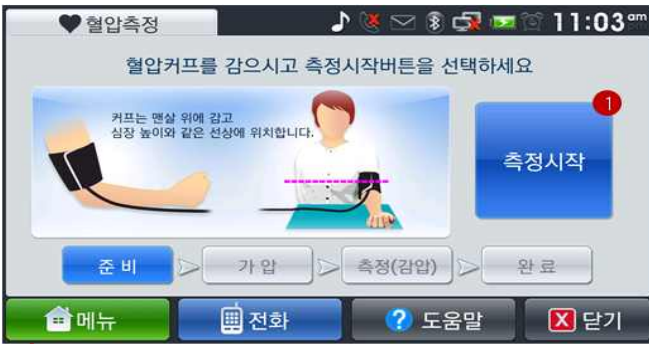 혈압측정
11:03am
혈압커프를 감으시고 측정시작버튼을 선택하세요
커프는 맨살 위에 감고
심장 높이와 같은 선상에 위치합니다.
1
측정시작
준 비
가 압
측정(감압)
완 료
메뉴
전화
? 도움말
X 닫기